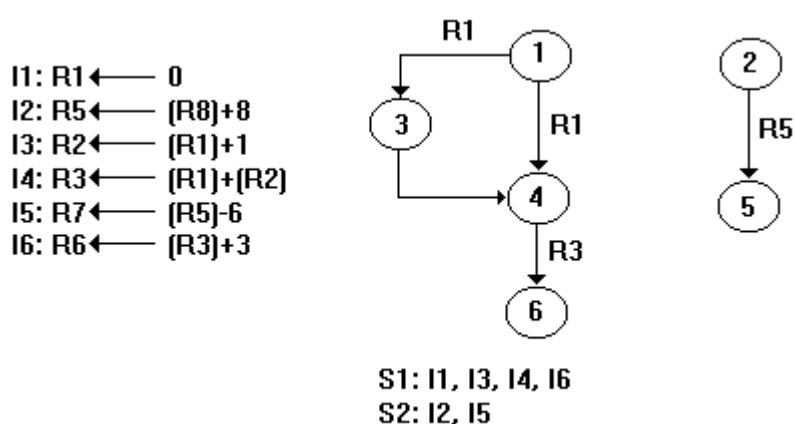 I1: R1 ← 0
I2: R5 ← (R8)+8
I3: R2 ← (R1)+1
I4: R3 ← (R1)+(R2)
I5: R7 ← (R5)-6
I6: R6 ← (R3)+3
R1
1
3
R1
4
R3
6
2
R5
5
S1: I1, I3, I4, I6
S2: I2, I5